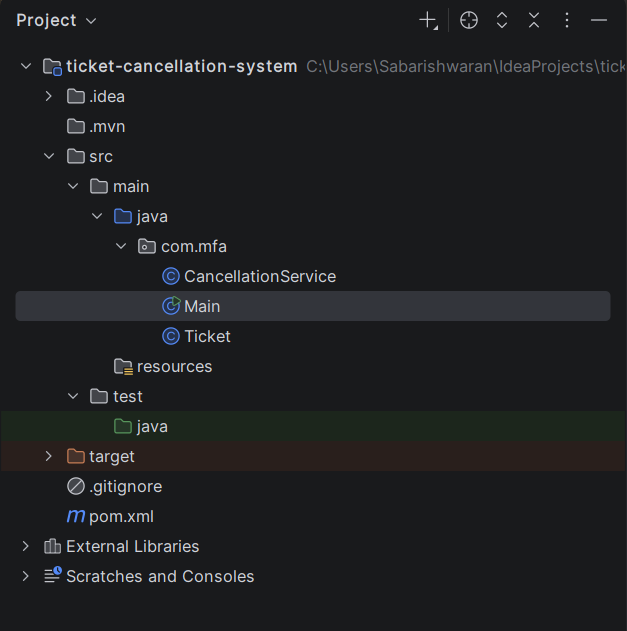 Project
ticket-cancellation-system C:\Users\Sabarishwaran\IdeaProjects\tick
.idea
.mvn
src
main
java
com.mfa
CancellationService
Main
Ticket
resources
test
java
target
.gitignore
pom.xml
External Libraries
Scratches and Consoles